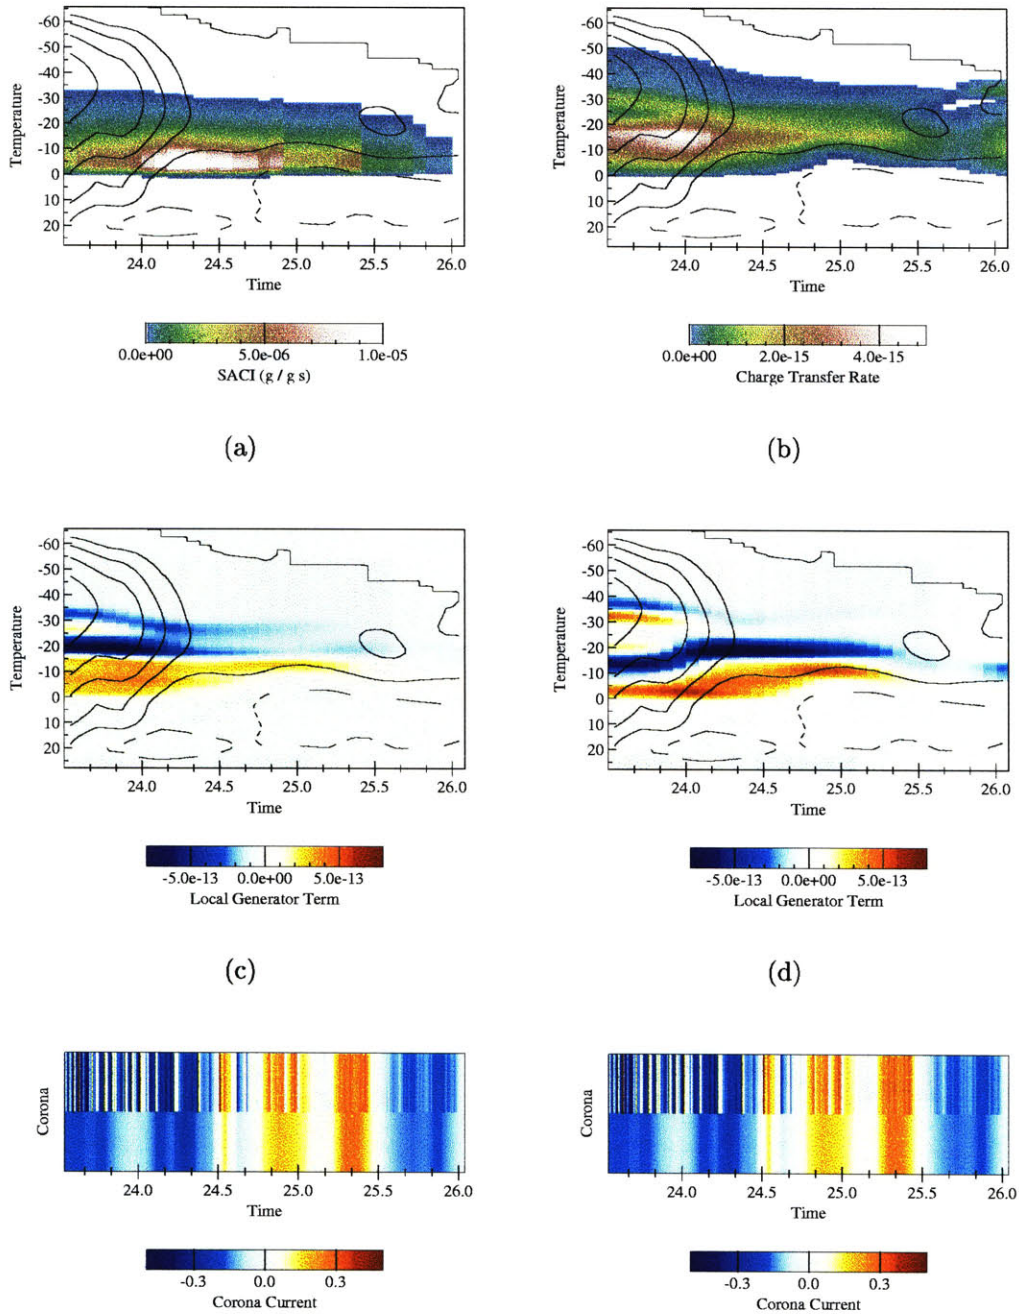 -60
-50
-40
-30
-20
-10
0
10
20
Temperature
24.0 24.5 25.0 25.5 26.0
Time
0.0e+00 5.0e-06 1.0e-05
SACI (g / g s)
(a)
-60
-50
-40
-30
-20
-10
0
10
20
Temperature
24.0 24.5 25.0 25.5 26.0
Time
0.0e+00 2.0e-15 4.0e-15
Charge Transfer Rate
(b)
-60
-50
-40
-30
-20
-10
0
10
20
Temperature
24.0 24.5 25.0 25.5 26.0
Time
-5.0e-13 0.0e+00 5.0e-13
Local Generator Term
(c)
-60
-50
-40
-30
-20
-10
0
10
20
Temperature
24.0 24.5 25.0 25.5 26.0
Time
-5.0e-13 0.0e+00 5.0e-13
Local Generator Term
(d)
Corona
24.0 24.5 25.0 25.5 26.0
Time
-0.3 0.0 0.3
Corona Current
Corona
24.0 24.5 25.0 25.5 26.0
Time
-0.3 0.0 0.3
Corona Current